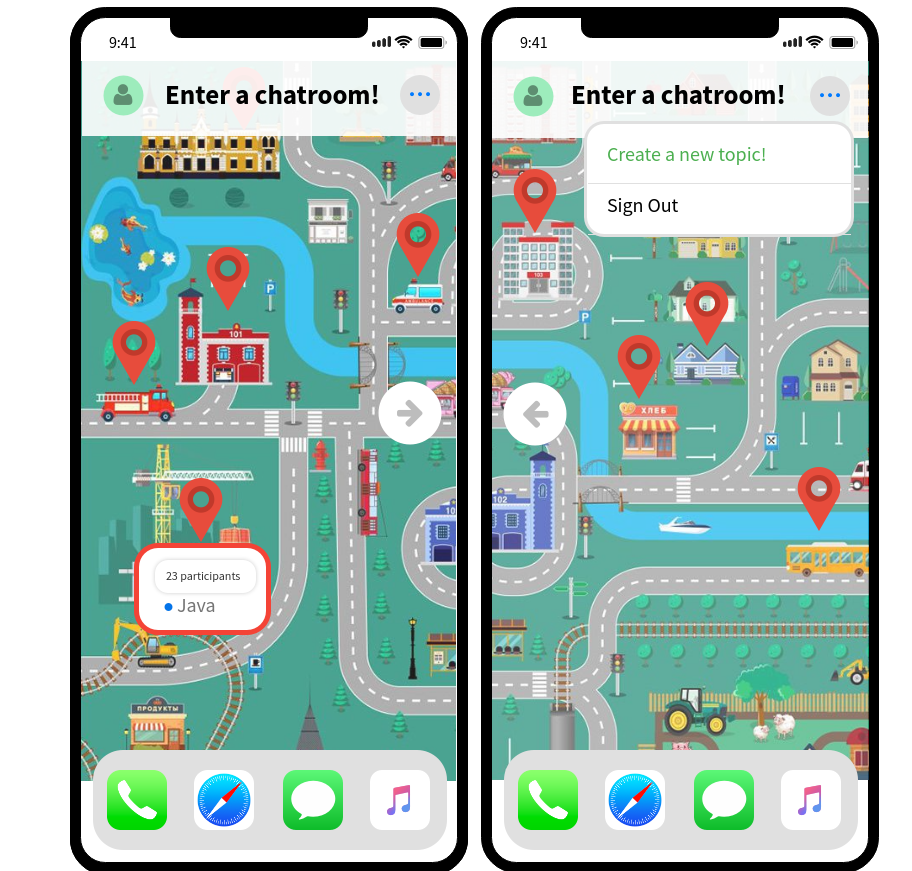 9:41
Enter a chatroom!
P
AMBULANCE
101
10
23 participants
Java
ПРОДУКТЫ
9:41
Enter a chatroom!
Create a new topic!
Sign Out
103
P
ХЛЕБ
102